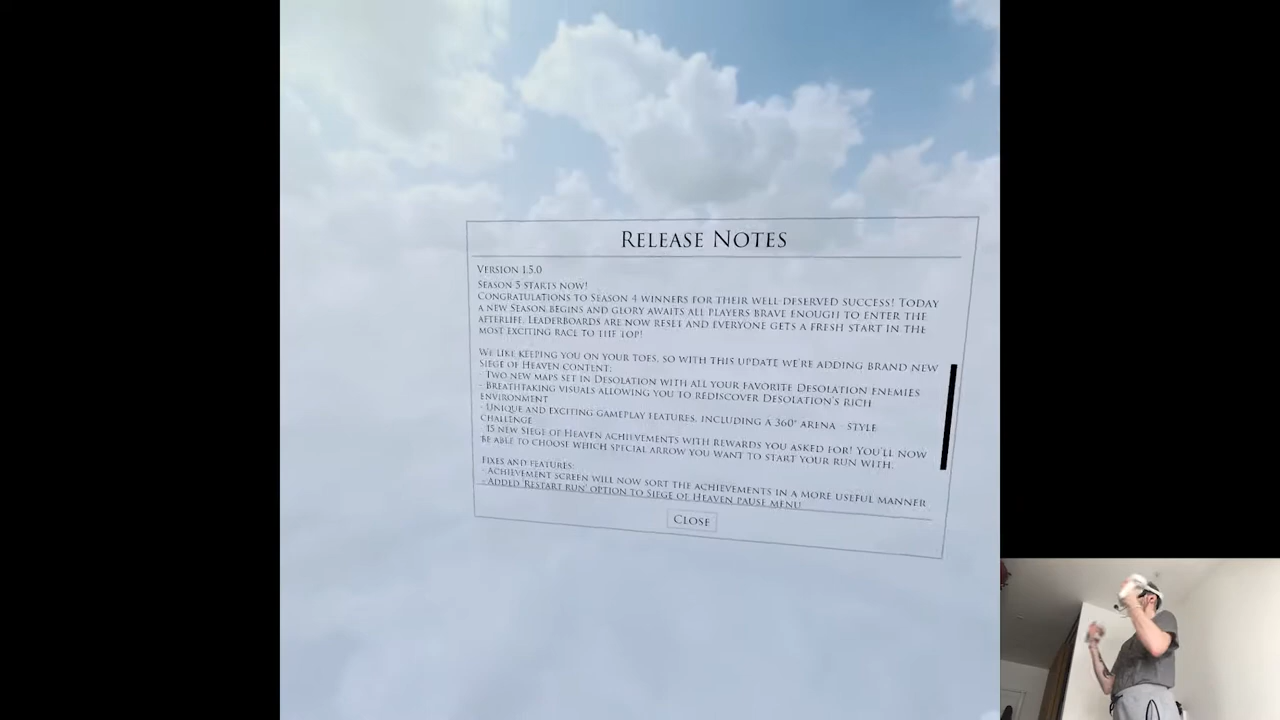 Release Notes
Version 1.5.0
Season 5 starts now!
Congratulations to Season 4 winners for their well-deserved success! Today
a new Season begins and glory awaits all players brave enough to enter the
afterlife. Leaderboards are now reset and everyone gets a fresh start in the
most exciting race to the top!
We like keeping you on your toes, so with this update we're adding brand new
Siege of Heaven content:
- Two new maps set in Desolation with all your favorite Desolation enemies
- Breathtaking visuals allowing you to rediscover Desolation's rich
environment
- Unique and exciting gameplay features, including a 360° arena - style
challenge
- 15 new Siege of Heaven achievements with rewards you asked for! You'll now
be able to choose which special arrow you want to start your run with.
Fixes and features:
- Achievement screen will now sort the achievements in a more useful manner
- Added 'Restart run' option to Siege of Heaven pause menu
Close